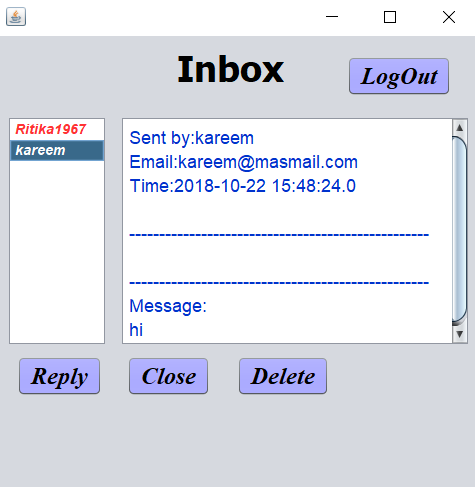 Inbox
LogOut
Ritika1967
kareem
Sent by:kareem
Email:kareem@masmail.com
Time:2018-10-22 15:48:24.0
--------------------------------------------------
--------------------------------------------------
Message:
hi
Reply
Close
Delete